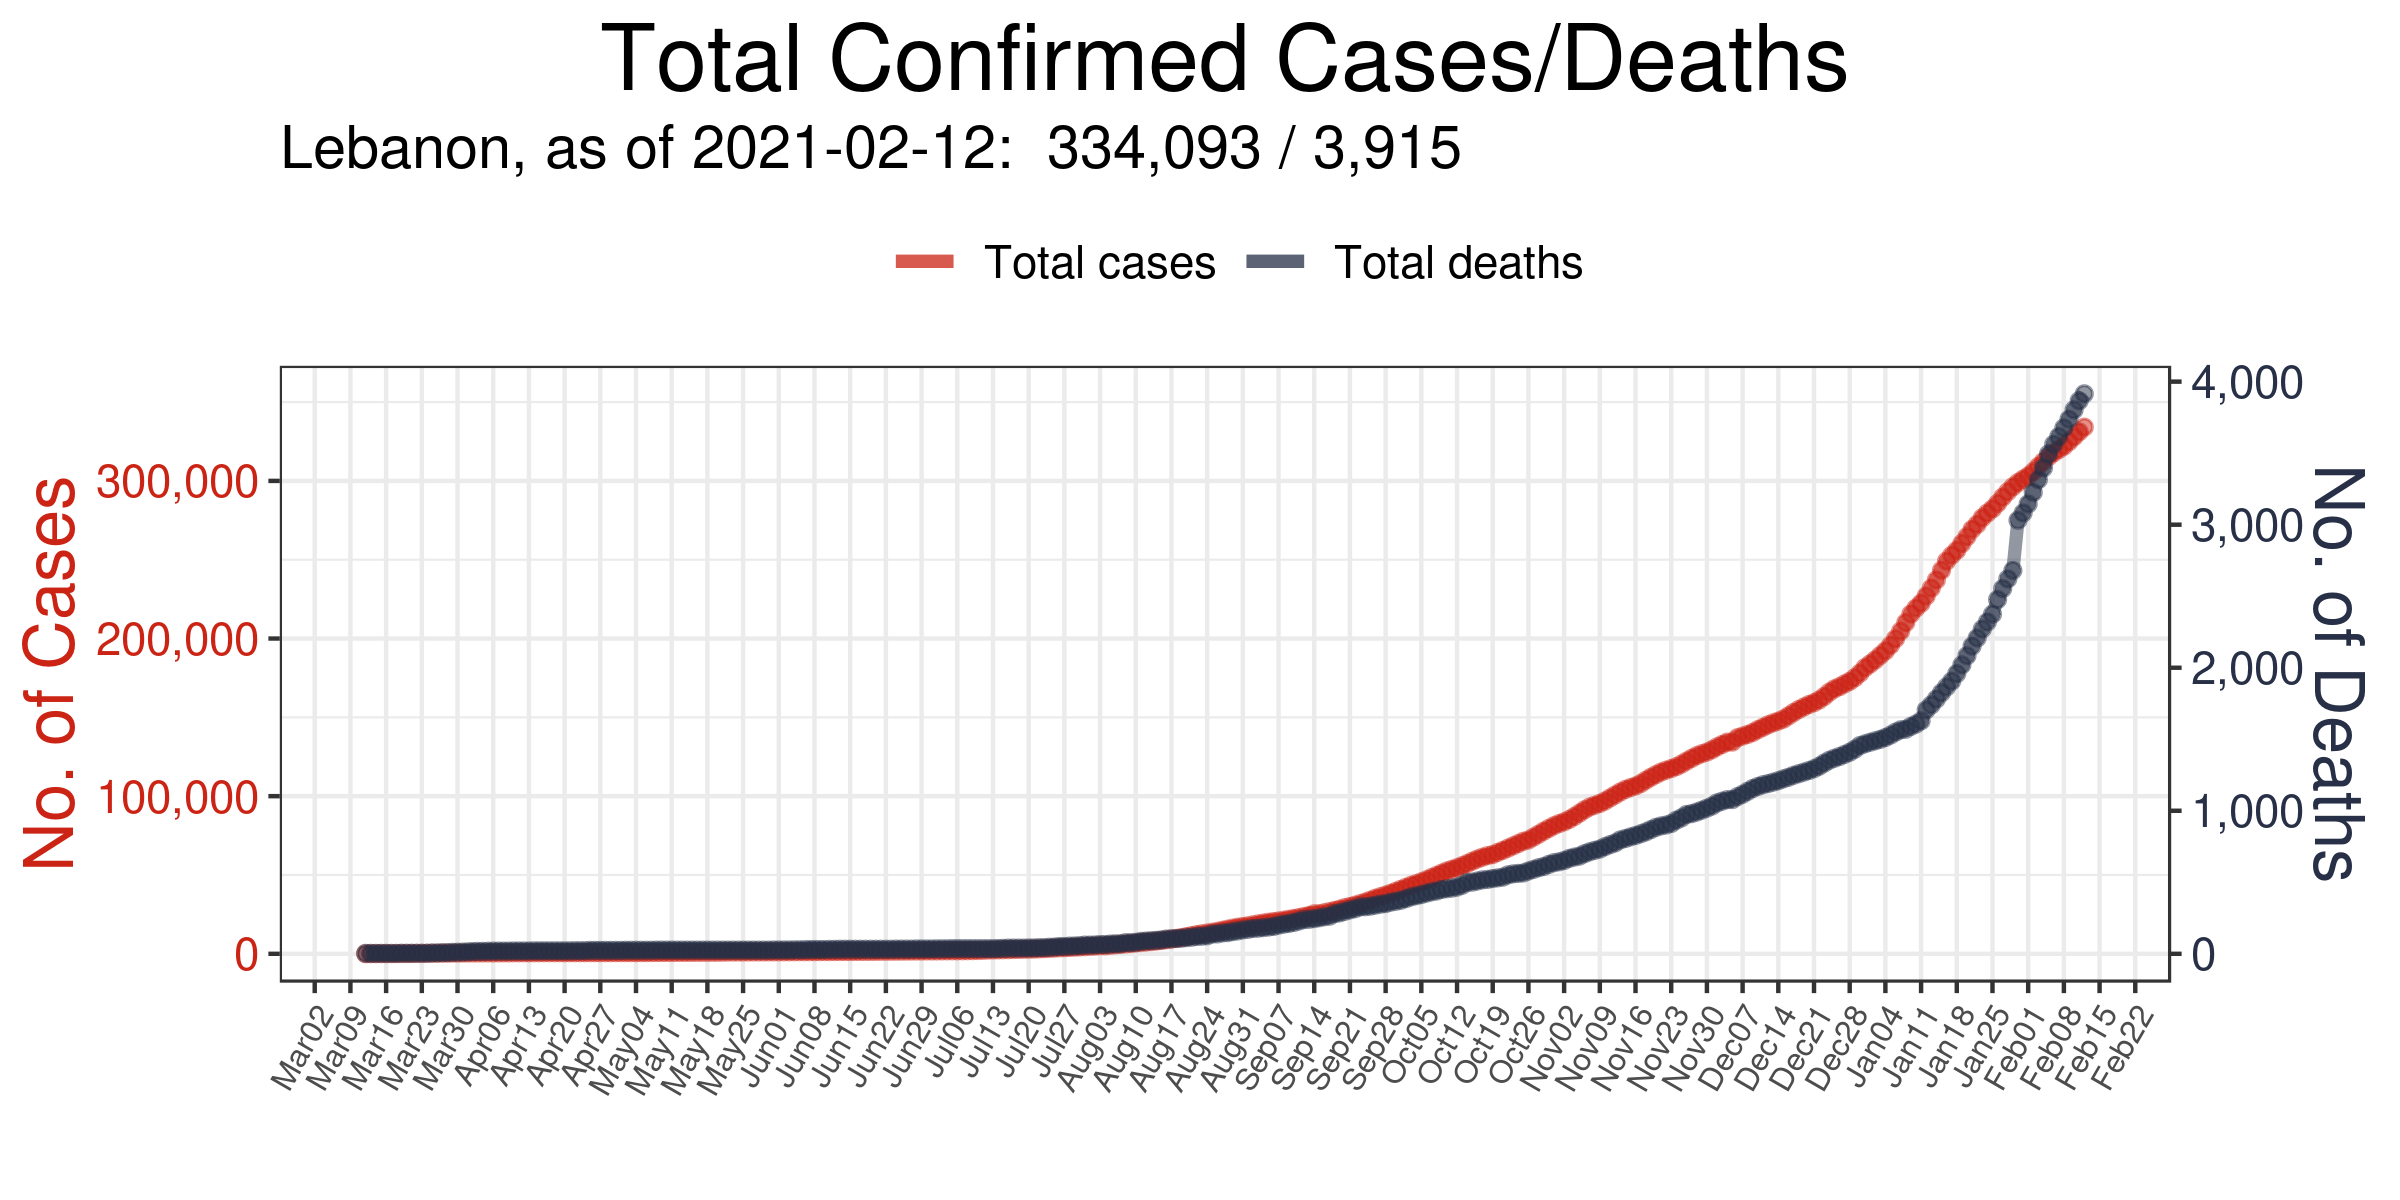 Total Confirmed Cases/Deaths
Lebanon, as of 2021-02-12:  334,093 / 3,915
Total cases
Total deaths
No. of Cases
300,000
200,000
100,000
0
4,000
3,000
2,000
1,000
0
No. of Deaths
Mar02
Mar09
Mar16
Mar23
Mar30
Apr06
Apr13
Apr20
Apr27
May04
May11
May18
May25
Jun01
Jun08
Jun15
Jun22
Jun29
Jul06
Jul13
Jul20
Jul27
Aug03
Aug10
Aug17
Aug24
Aug31
Sep07
Sep14
Sep21
Sep28
Oct05
Oct12
Oct19
Oct26
Nov02
Nov09
Nov16
Nov23
Nov30
Dec07
Dec14
Dec21
Dec28
Jan04
Jan11
Jan18
Jan25
Feb01
Feb08
Feb15
Feb22